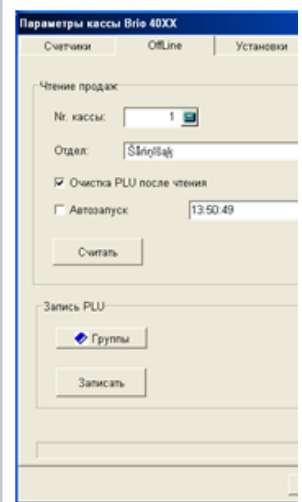 Параметры кассы Brio 40XX
Счетчики OffLine Установки
Чтение продаж
Nr. кассы: 1
Отдел:
Очистка PLU после чтения
Автозапуск 13:50:49
Считать
Запись PLU
Группы
Записать